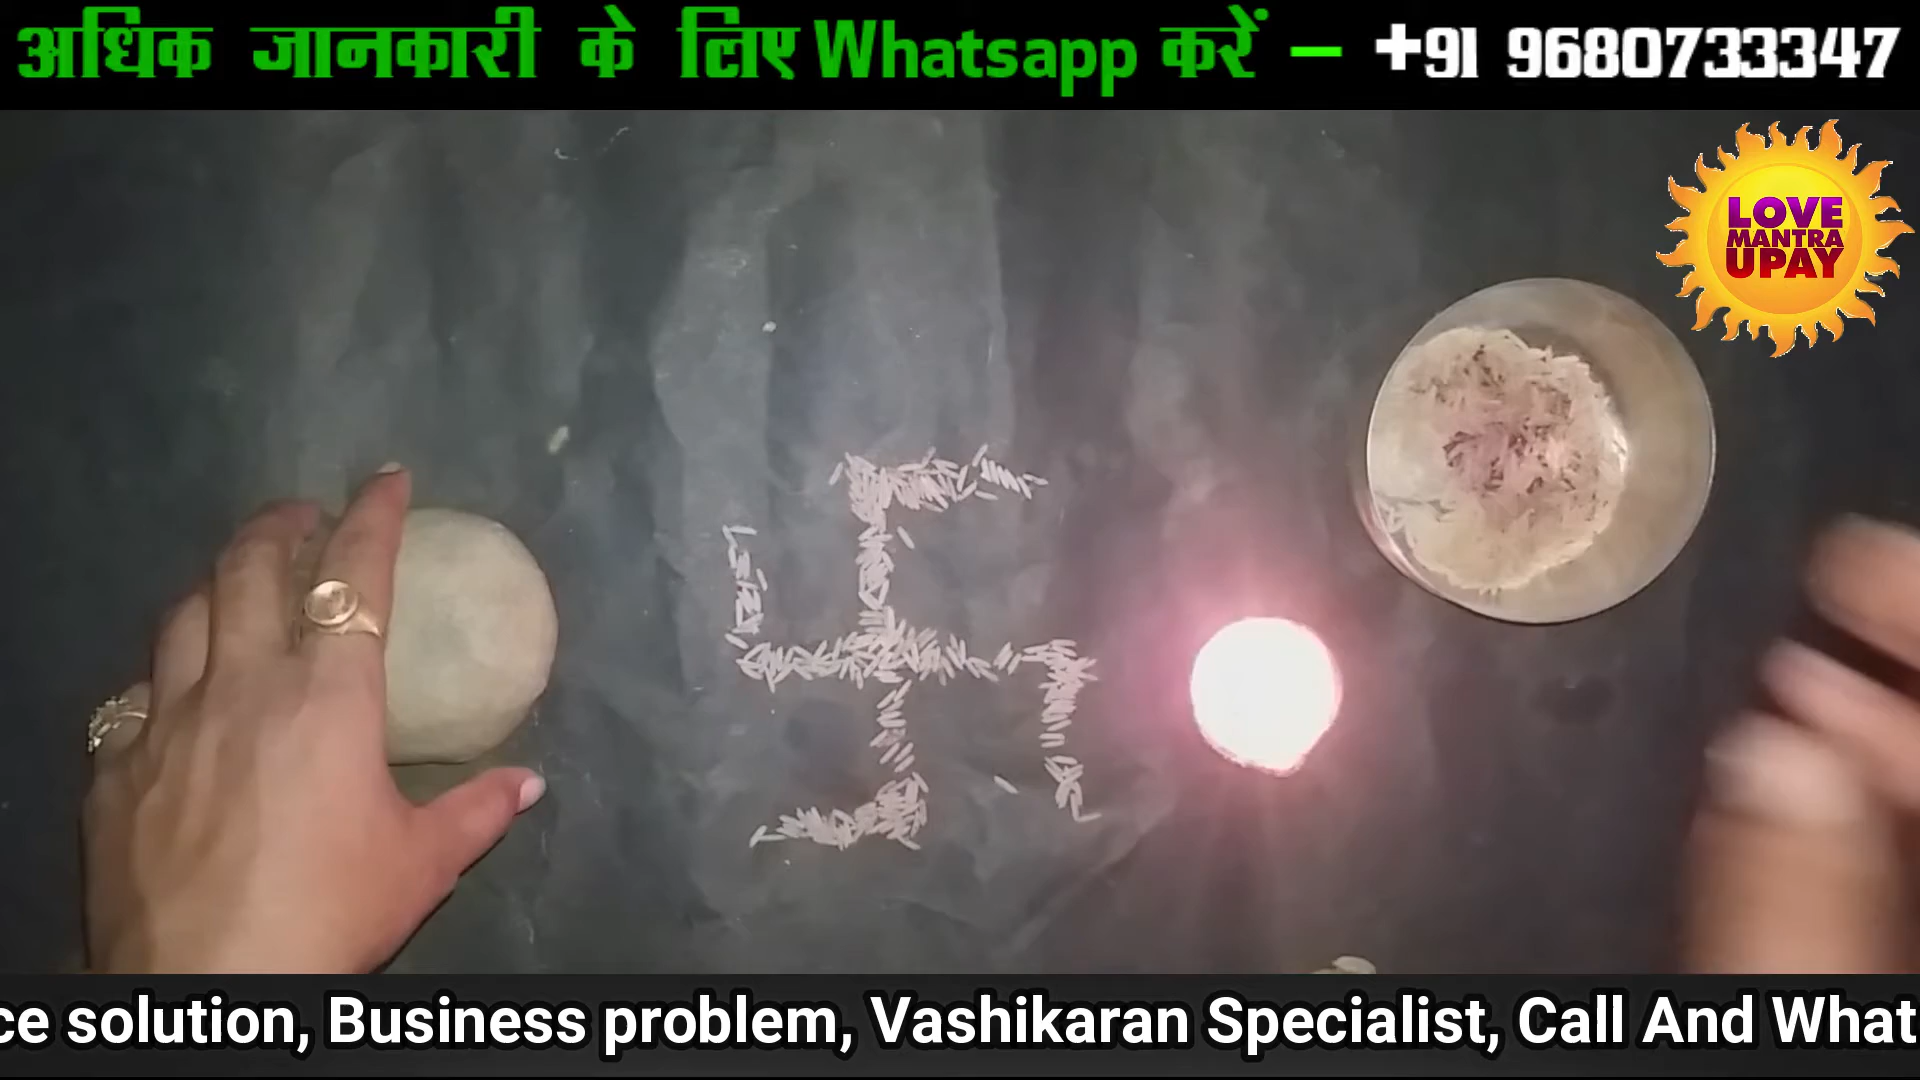 अधिक जानकारी के लिए Whatsapp करें – +91 9680733347
LOVE
MANTRA
UPAY
ce solution, Business problem, Vashikaran Specialist, Call And What